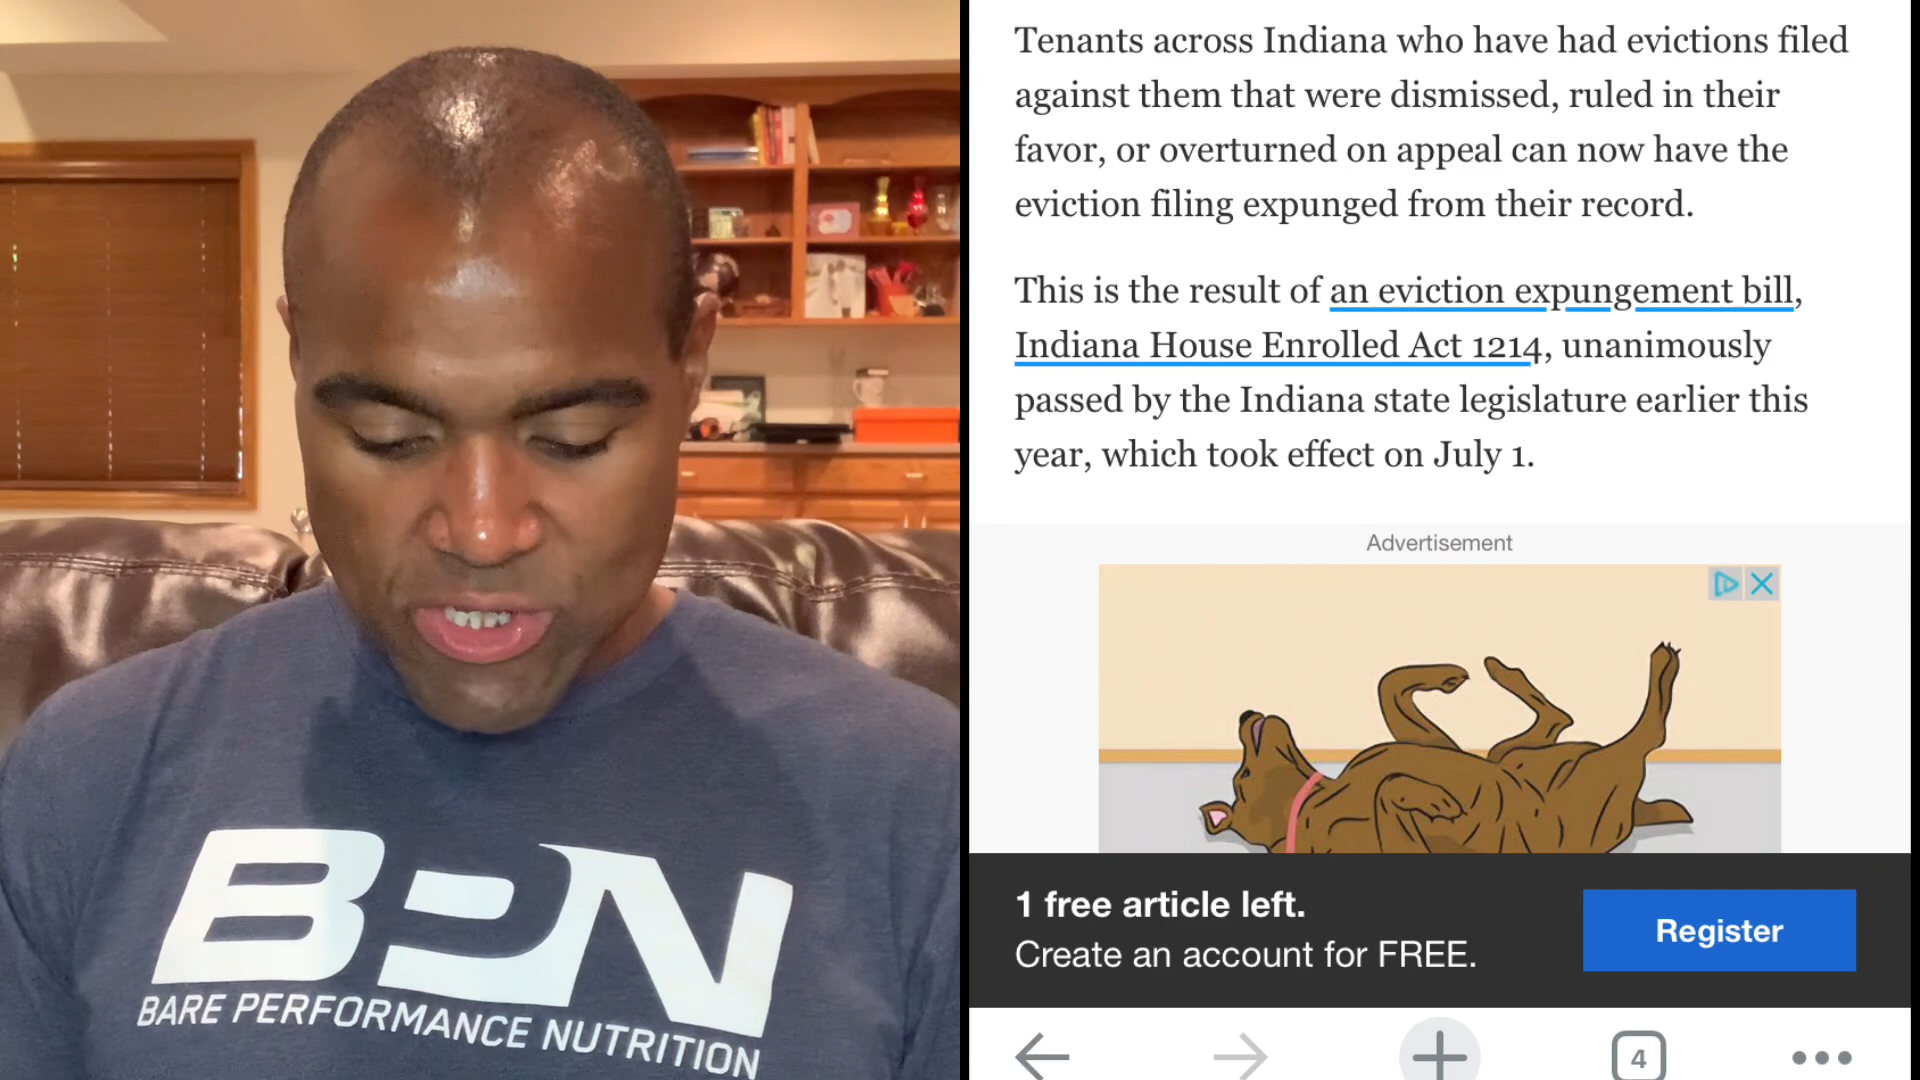 BPN
BARE PERFORMANCE NUTRITION
Tenants across Indiana who have had evictions filed
against them that were dismissed, ruled in their
favor, or overturned on appeal can now have the
eviction filing expunged from their record.
This is the result of an eviction expungement bill,
Indiana House Enrolled Act 1214, unanimously
passed by the Indiana state legislature earlier this
year, which took effect on July 1.
Advertisement
1 free article left.
Create an account for FREE.
Register
4